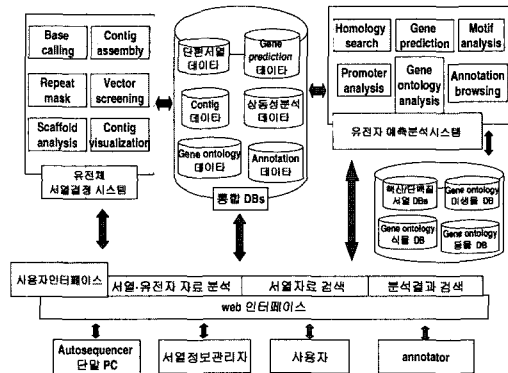 Base calling
Contig assembly
Repeat mask
Vector screening
Scaffold analysis
Contig visualization
유전체
서열결정 시스템
단편서열 데이타
Gene prediction 데이타
Contig 데이타
상동성분석 데이타
Gene ontology 데이타
Annotation 데이타
통합 DBs
Homology search
Gene prediction
Motif analysis
Promoter analysis
Gene ontology analysis
Annotation browsing
유전자 예측분석시스템
핵산/단백질 서열 DBs
Gene ontology 미생물 DB
Gene ontology 식물 DB
Gene ontology 동물 DB
사용자인터페이스
서열·유전자 자료 분석
서열자료 검색
분석결과 검색
web 인터페이스
Autosequencer 단말 PC
서열정보관리자
사용자
annotator